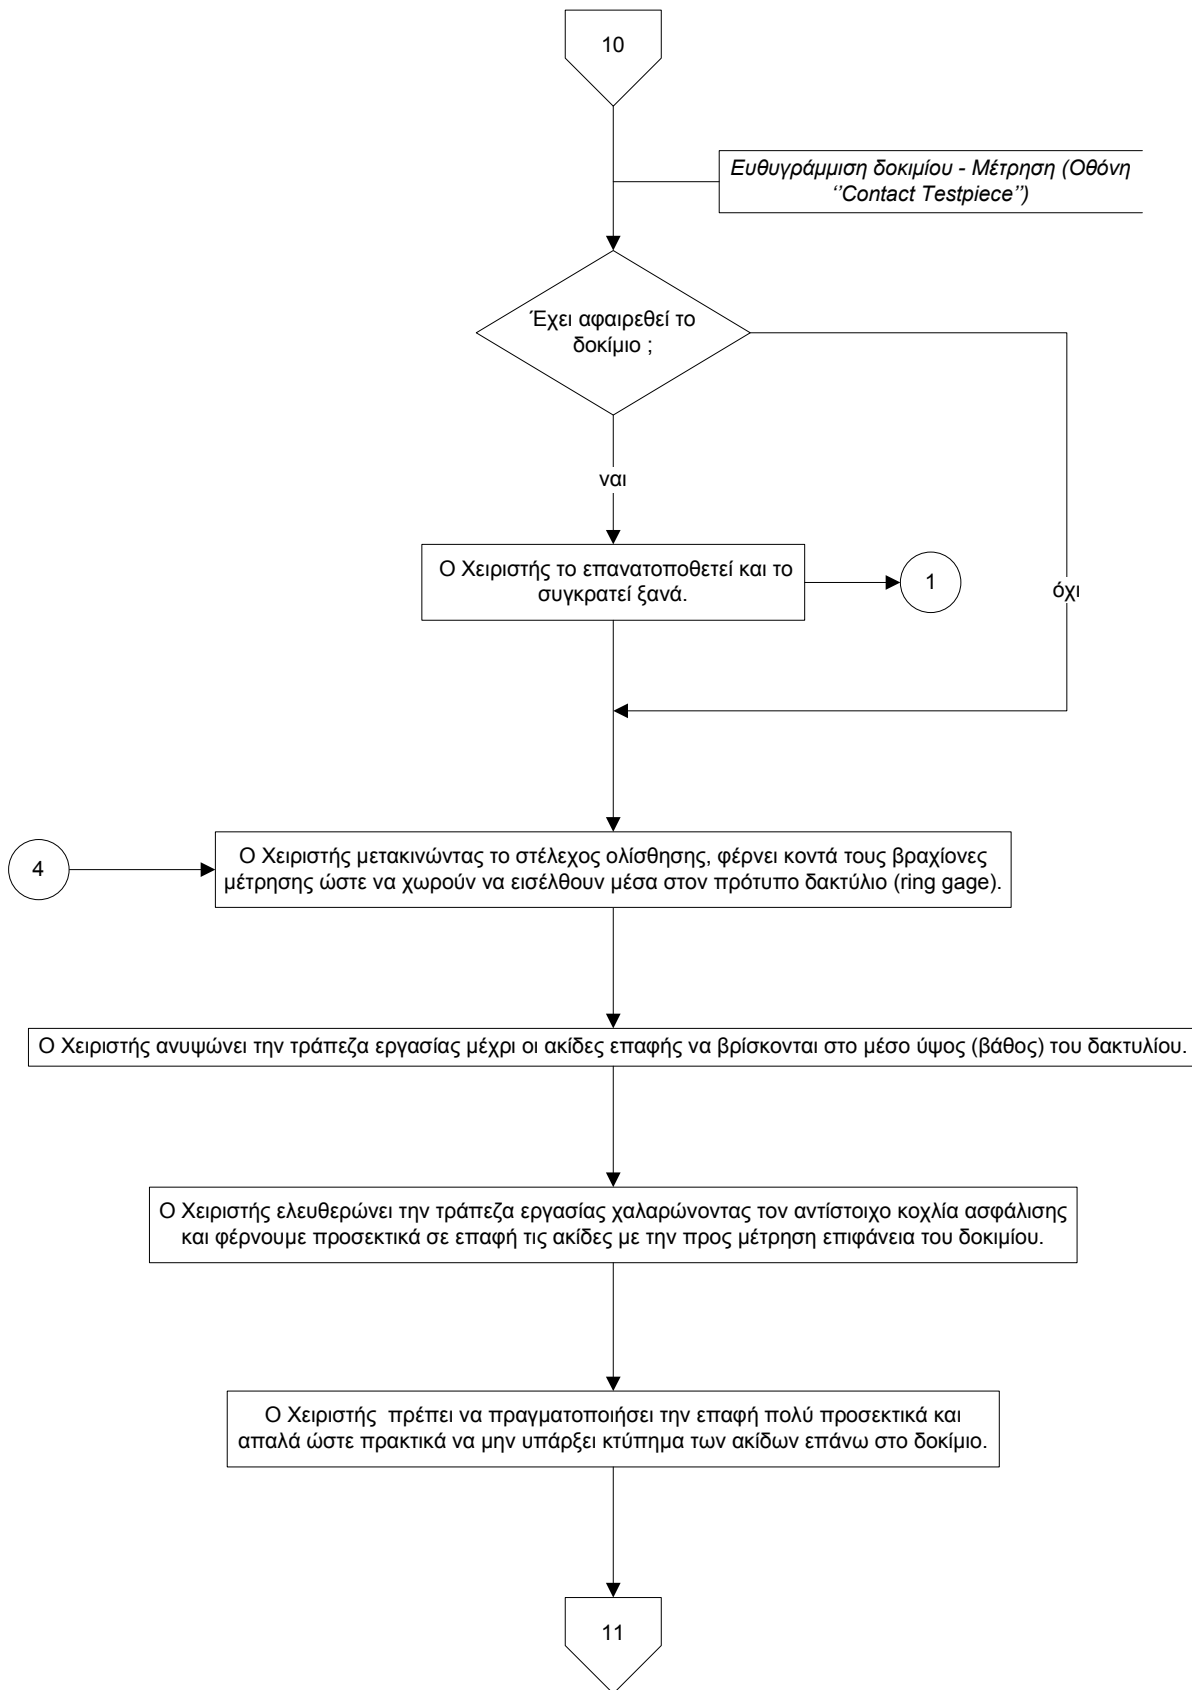 10
Ευθυγράμμιση δοκιμίου - Μέτρηση (Οθόνη
‘’Contact Testpiece’’)
Έχει αφαιρεθεί το
δοκίμιο ;
ναι
Ο Χειριστής το επανατοποθετεί και το
συγκρατεί ξανά.
1
όχι
4
Ο Χειριστής μετακινώντας το στέλεχος ολίσθησης, φέρνει κοντά τους βραχίονες
μέτρησης ώστε να χωρούν να εισέλθουν μέσα στον πρότυπο δακτύλιο (ring gage).
Ο Χειριστής ανυψώνει την τράπεζα εργασίας μέχρι οι ακίδες επαφής να βρίσκονται στο μέσο ύψος (βάθος) του δακτυλίου.
Ο Χειριστής ελευθερώνει την τράπεζα εργασίας χαλαρώνοντας τον αντίστοιχο κοχλία ασφάλισης
και φέρνουμε προσεκτικά σε επαφή τις ακίδες με την προς μέτρηση επιφάνεια του δοκιμίου.
Ο Χειριστής  πρέπει να πραγματοποιήσει την επαφή πολύ προσεκτικά και
απαλά ώστε πρακτικά να μην υπάρξει κτύπημα των ακίδων επάνω στο δοκίμιο.
11